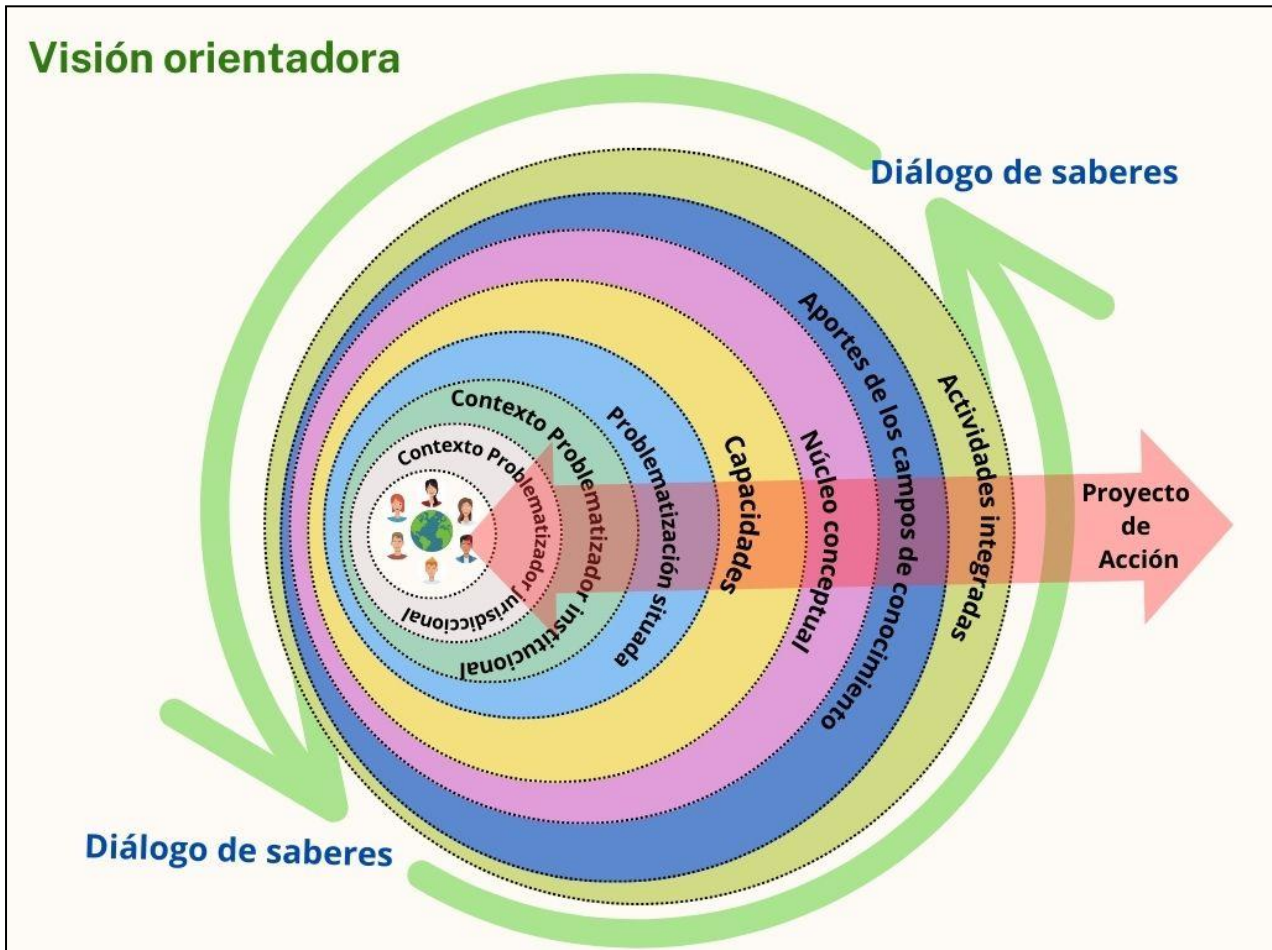 Visión orientadora
Diálogo de saberes
Contexto Problematizador jurisdiccional
Contexto Problematizador institucional
Problematización situada
Capacidades
Núcleo conceptual
Aportes de los campos de conocimiento
Actividades integradas
Proyecto
de
Acción
Diálogo de saberes